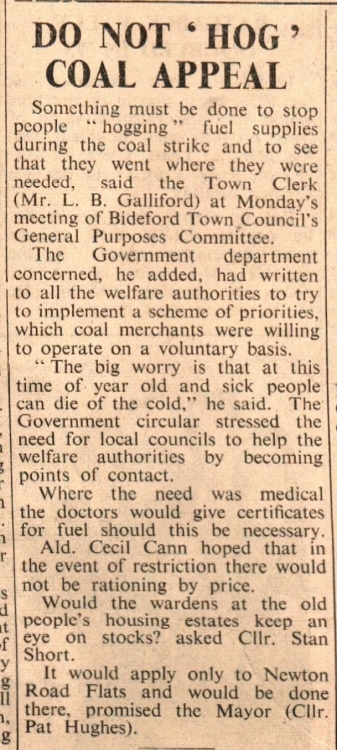 DO NOT ‘HOG’
COAL APPEAL
Something must be done to stop
people “hogging” fuel supplies
during the coal strike and to see
that they went where they were
needed, said the Town Clerk
(Mr. L. B. Galliford) at Monday's
meeting of Bideford Town Council's
General Purposes Committee.
The Government department
concerned, he added, had written
to all the welfare authorities to try
to implement a scheme of priorities,
which coal merchants were willing
to operate on a voluntary basis.
“The big worry is that at this
time of year old and sick people
can die of the cold,” he said. The
Government circular stressed the
need for local councils to help the
welfare authorities by becoming
points of contact.
Where the need was medical
the doctors would give certificates
for fuel should this be necessary.
Ald. Cecil Cann hoped that in
the event of restriction there would
not be rationing by price.
Would the wardens at the old
people's housing estates keep an
eye on stocks? asked Cllr. Stan
Short.
It would apply only to Newton
Road Flats and would be done
there, promised the Mayor (Cllr.
Pat Hughes).